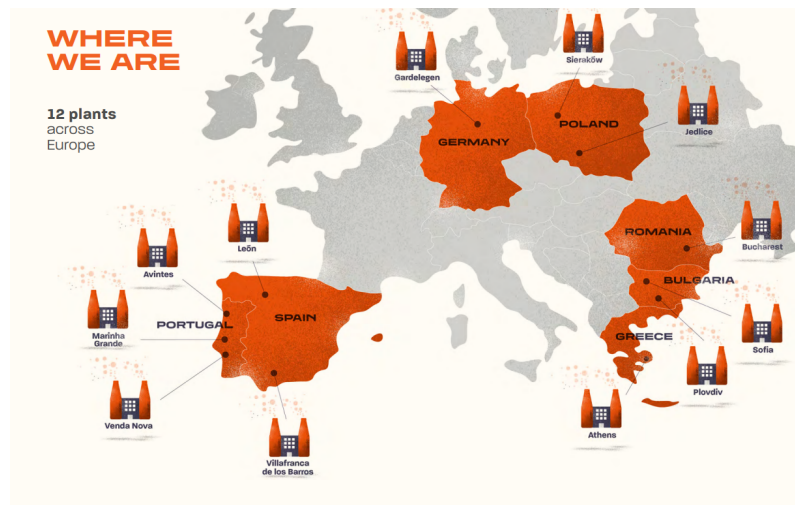 WHERE
WE ARE
12 plants
across
Europe
Gardelegen
Sieraków
Jedlice
GERMANY
POLAND
ROMANIA
Bucharest
BULGARIA
Sofia
Plovdiv
GREECE
Athens
León
Avintes
Marinha
Grande
PORTUGAL
SPAIN
Venda Nova
Villafranca
de los Barros